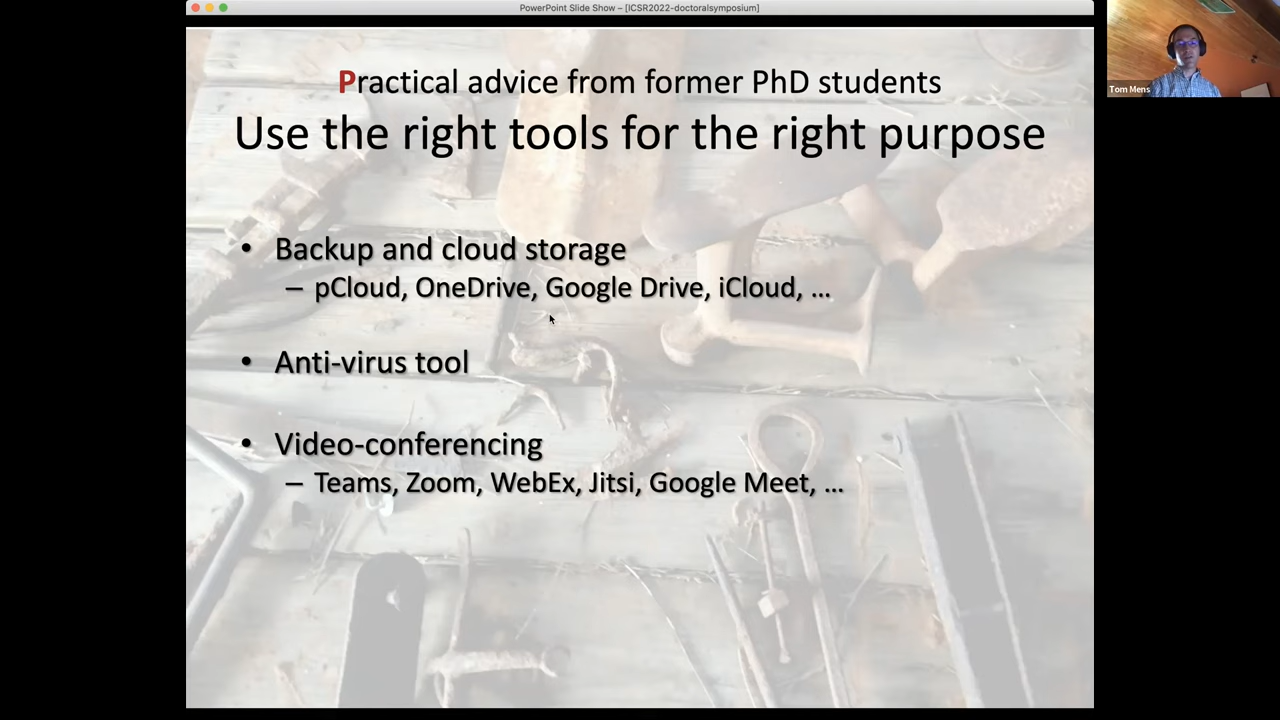 PowerPoint Slide Show – [ICSR2022-doctoralsymposium]
Practical advice from former PhD students
Use the right tools for the right purpose
• Backup and cloud storage
– pCloud, OneDrive, Google Drive, iCloud, ...
• Anti-virus tool
• Video-conferencing
– Teams, Zoom, WebEx, Jitsi, Google Meet, ...
Tom Mens